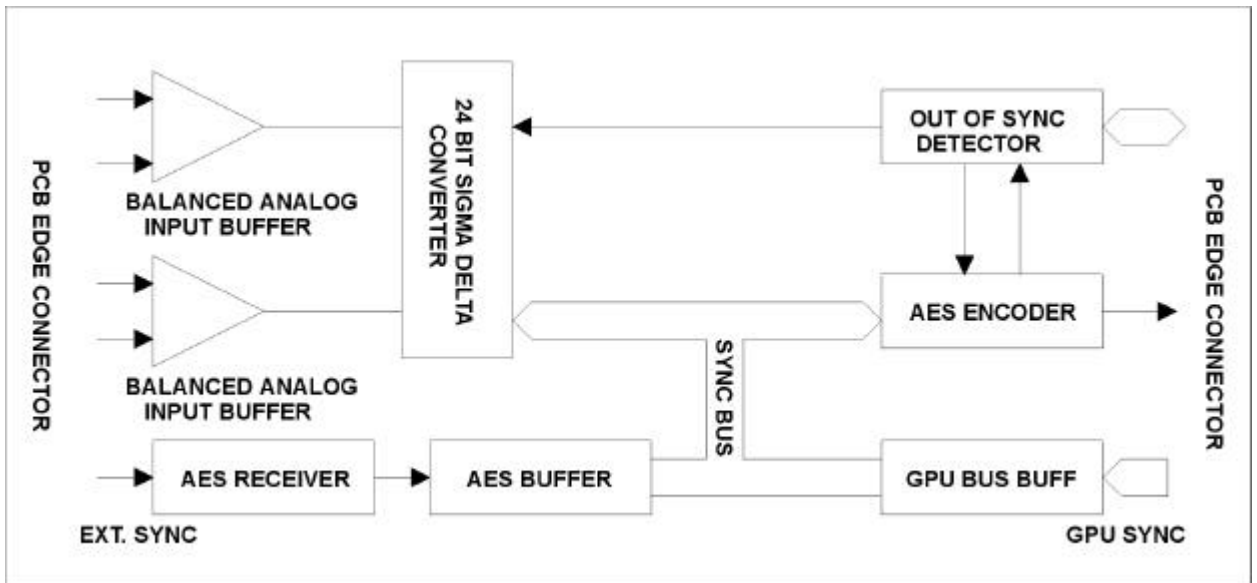 PCB EDGE CONNECTOR
BALANCED ANALOG
INPUT BUFFER
BALANCED ANALOG
INPUT BUFFER
24 BIT SIGMA DELTA
CONVERTER
OUT OF SYNC
DETECTOR
AES ENCODER
PCB EDGE CONNECTOR
SYNC BUS
AES RECEIVER
AES BUFFER
GPU BUS BUFF
EXT. SYNC
GPU SYNC